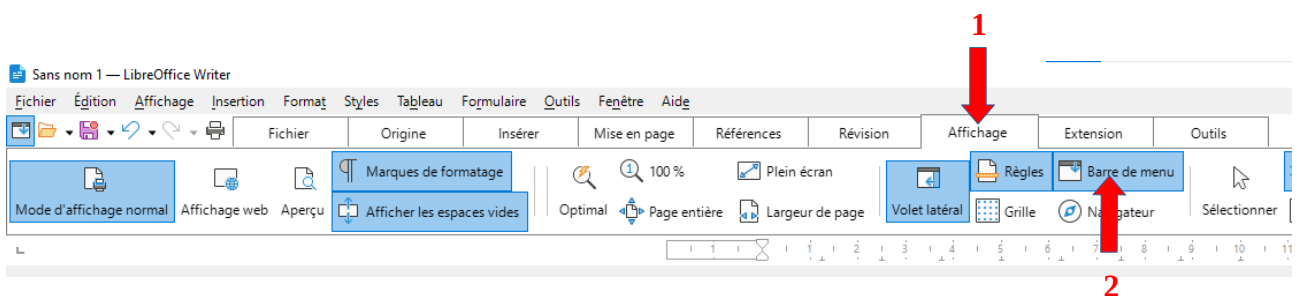 1
Sans nom 1 — LibreOffice Writer
Fichier Édition Affichage Insertion Format Styles Tableau Formulaire Outils Fenêtre Aide
Fichier Origine Insérer Mise en page Références Révision Affichage Extension Outils
Marques de formatage 1 100 % Plein écran Règles Barre de menu
Mode d'affichage normal Affichage web Aperçu Afficher les espaces vides Optimal Page entière Largeur de page Volet latéral Grille Navigateur Sélectionner
1 1 2 3 4 5 6 7 8 9 10 11
2